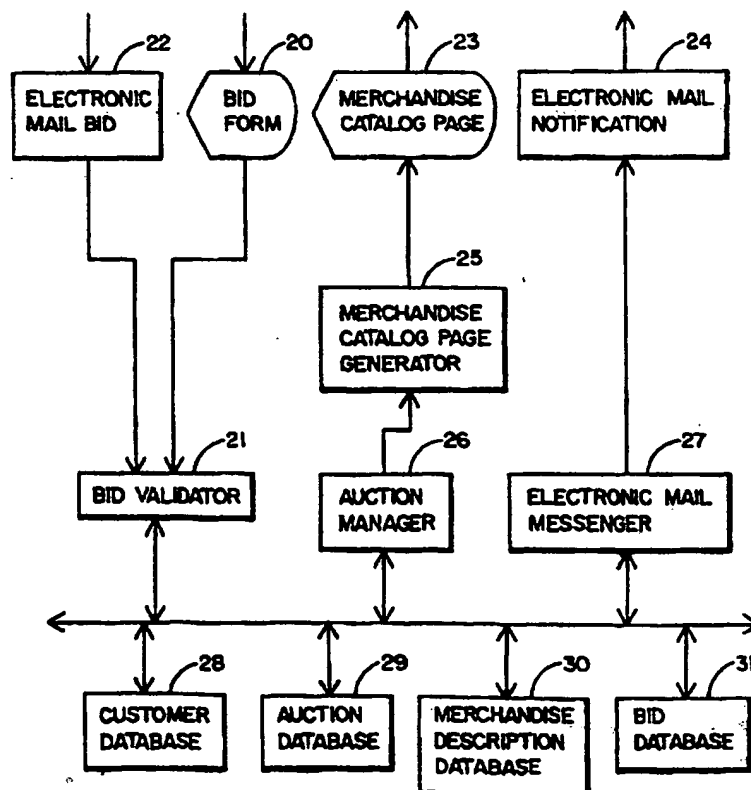 22
20
23
24
ELECTRONIC
MAIL BID
BID
FORM
MERCHANDISE
CATALOG PAGE
ELECTRONIC MAIL
NOTIFICATION
25
MERCHANDISE
CATALOG PAGE
GENERATOR
21
26
27
BID VALIDATOR
AUCTION
MANAGER
ELECTRONIC MAIL
MESSENGER
28
29
30
31
CUSTOMER
DATABASE
AUCTION
DATABASE
MERCHANDISE
DESCRIPTION
DATABASE
BID
DATABASE